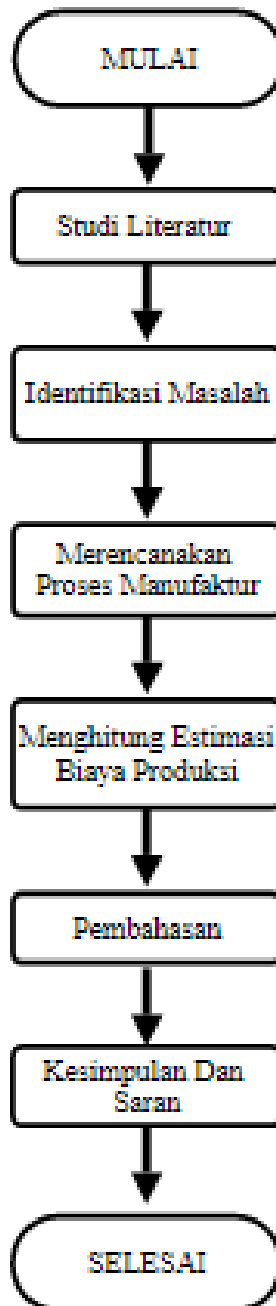 MULAI
Studi Literatur
Identifikasi Masalah
Merencanakan
Proses Manufaktur
Menghitung Estimasi
Biaya Produksi
Pembahasan
Kesimpulan Dan
Saran
SELESAI